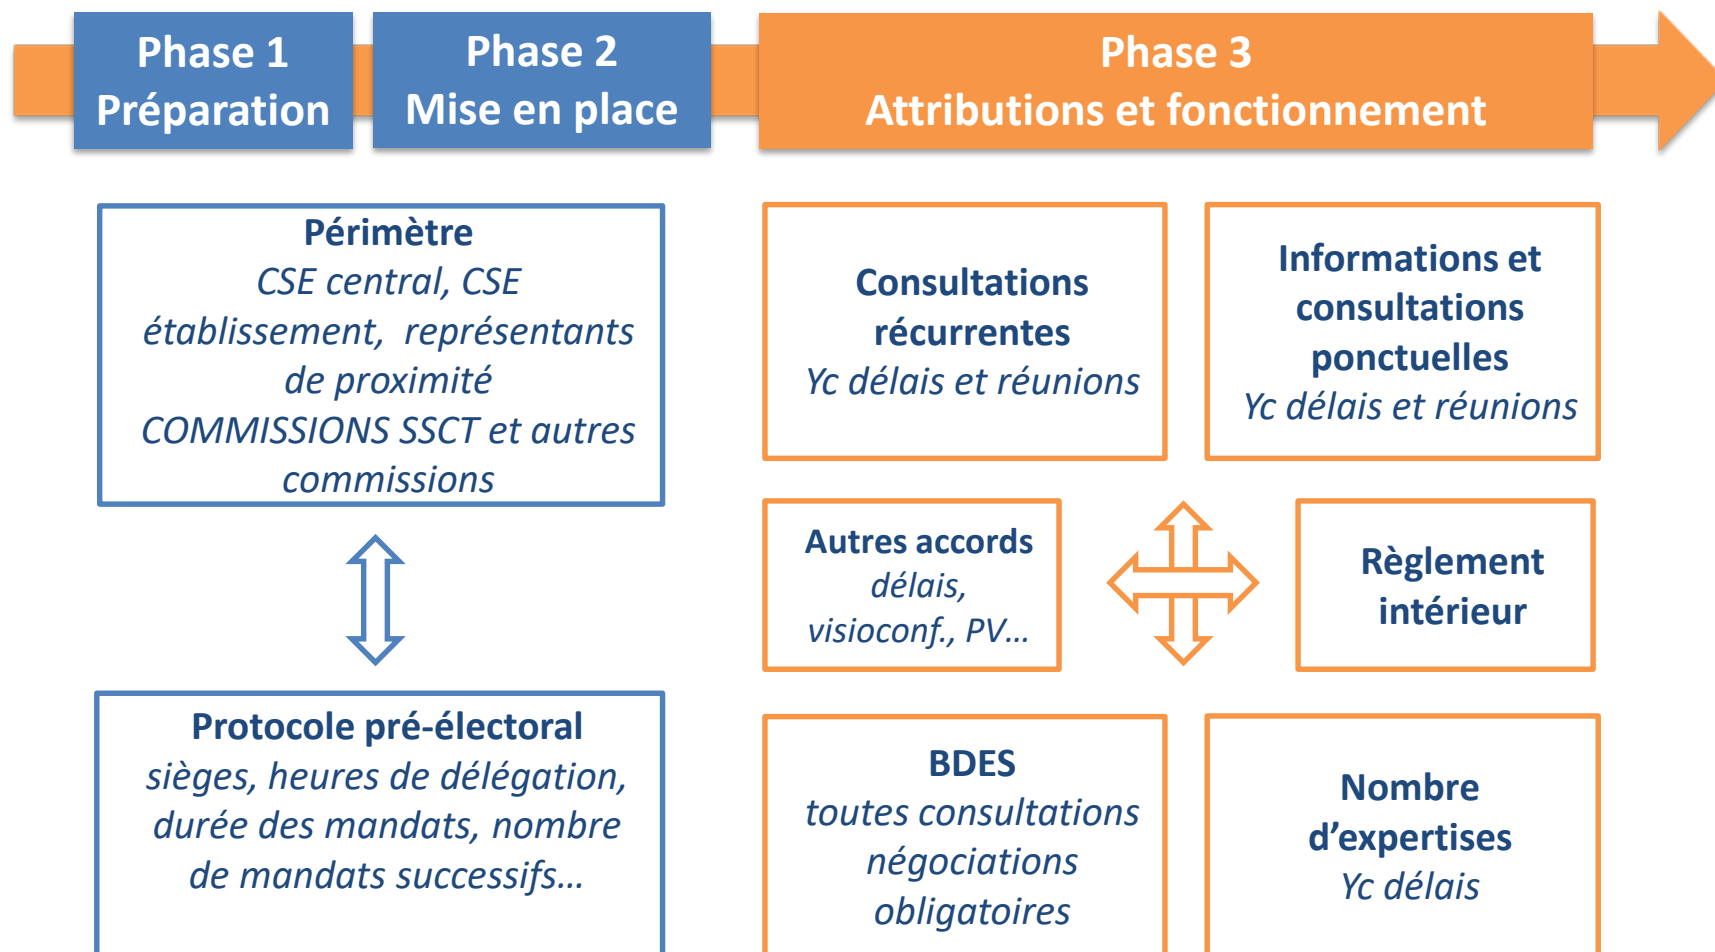 Phase 1
Préparation
Phase 2
Mise en place
Phase 3
Attributions et fonctionnement
Périmètre
CSE central, CSE
établissement, représentants
de proximité
COMMISSIONS SSCT et autres
commissions
Protocole pré-électoral
sièges, heures de délégation,
durée des mandats, nombre
de mandats successifs…
Consultations
récurrentes
Yc délais et réunions
Informations et
consultations
ponctuelles
Yc délais et réunions
Autres accords
délais,
visioconf., PV…
Règlement
intérieur
BDES
toutes consultations
négociations
obligatoires
Nombre
d’expertises
Yc délais